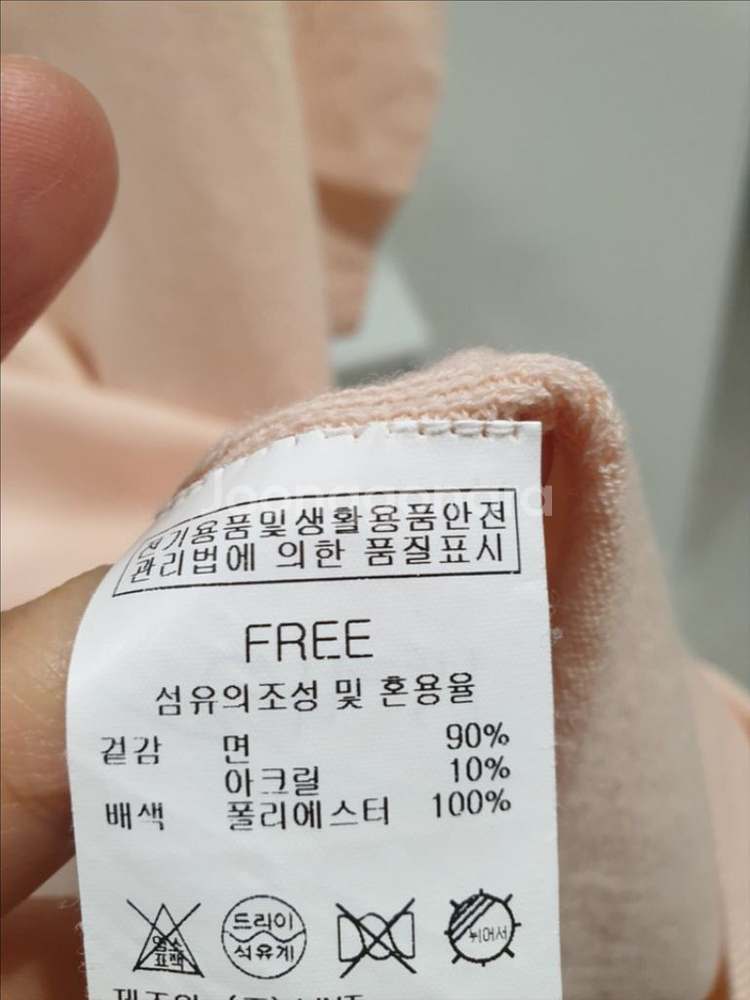 Joongonara
전기용품및생활용품안전
관리법에 의한 품질표시
FREE
섬유의조성 및 혼용율
겉감 면 90%
아크릴 10%
배색 폴리에스터 100%
염소
표백
드라이
석유계
뉘어서